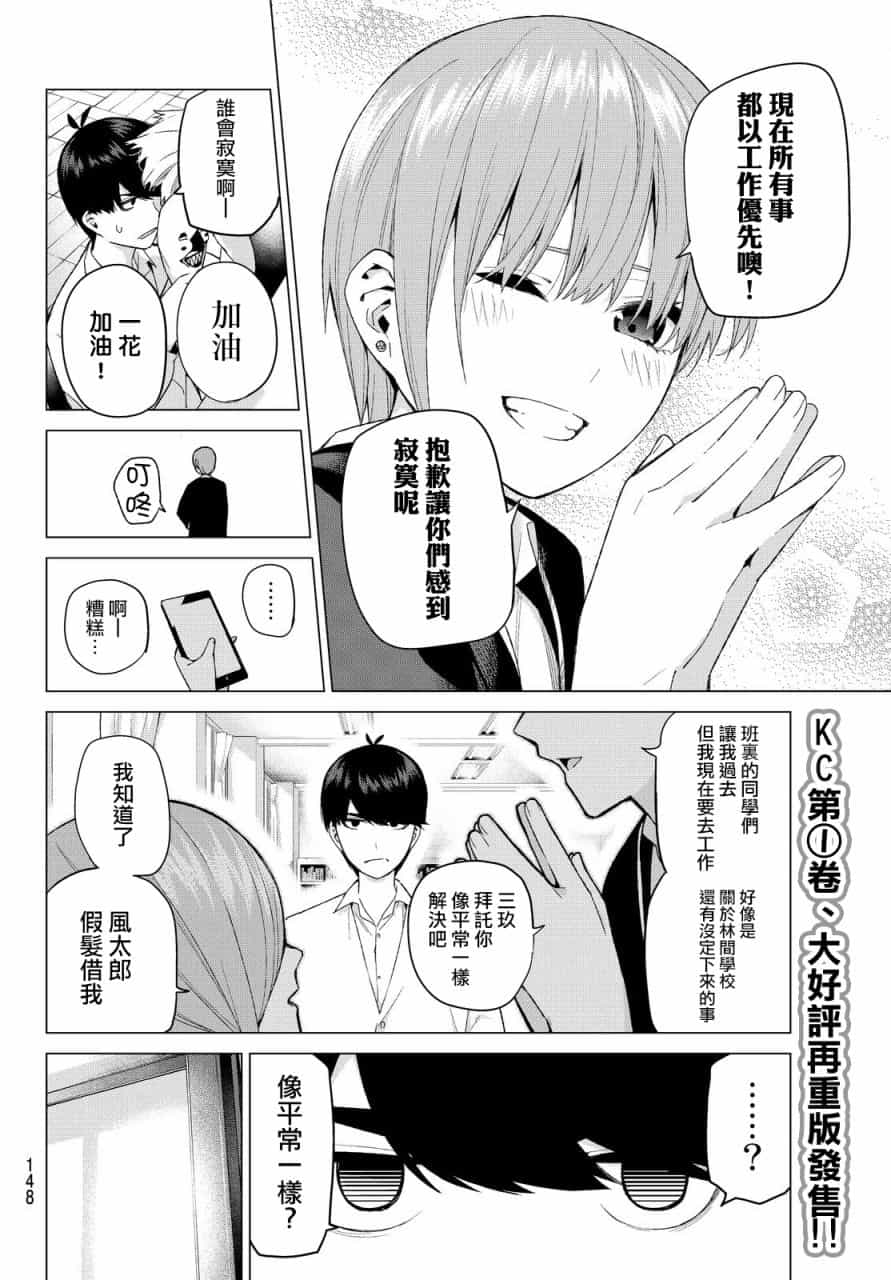 現在所有事
都以工作優先噢！
抱歉讓你們感到
寂寞呢
誰會寂寞啊—
加油
一花
加油！
叮咚
……
啊—
糟糕…
班裏的同學們
讓我過去
但我現在要去工作
好像是
關於林間學校
還有沒定下來的事
三玖
拜託你
像平常一樣
解決吧
我知道了
風太郎
假髮借我
……？
像平常一樣？
KC第①卷、大好評再重版發售!!
148